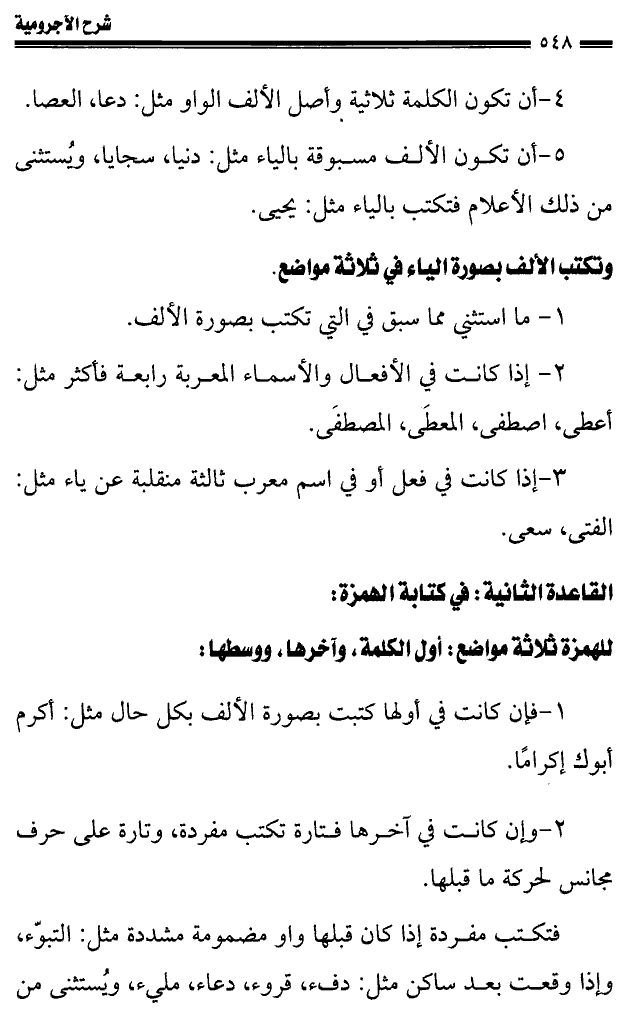 شرح الآجرومية
٥٤٨
٤-أن تكون الكلمة ثلاثية وأصل الألف الواو مثل: دعا، العصا.
٥-أن تكون الألف مسبوقة بالياء مثل: دنيا، سجايا، ويُستثنى
من ذلك الأعلام فتكتب بالياء مثل: يحيى.
وتكتب الألف بصورة الياء في ثلاثة مواضع.
١- ما استثني مما سبق في التي تكتب بصورة الألف.
٢- إذا كانت في الأفعال والأسماء المعربة رابعة فأكثر مثل:
أعطى، اصطفى، المعطَى، المصطفَى.
٣-إذا كانت في فعل أو في اسم معرب ثالثة منقلبة عن ياء مثل:
الفتى، سعى.
القاعدة الثانية: في كتابة الهمزة:
للهمزة ثلاثة مواضع: أول الكلمة، وآخرها، ووسطها:
١-فإن كانت في أولها كتبت بصورة الألف بكل حال مثل: أكرم
أبوك إكرامًا.
٢-وإن كانت في آخرها فتارة تكتب مفردة، وتارة على حرف
مجانس لحركة ما قبلها.
فتكتب مفردة إذا كان قبلها واو مضمومة مشددة مثل: التبوّء،
وإذا وقعت بعد ساكن مثل: دفء، قروء، دعاء، مليء، ويُستثنى من